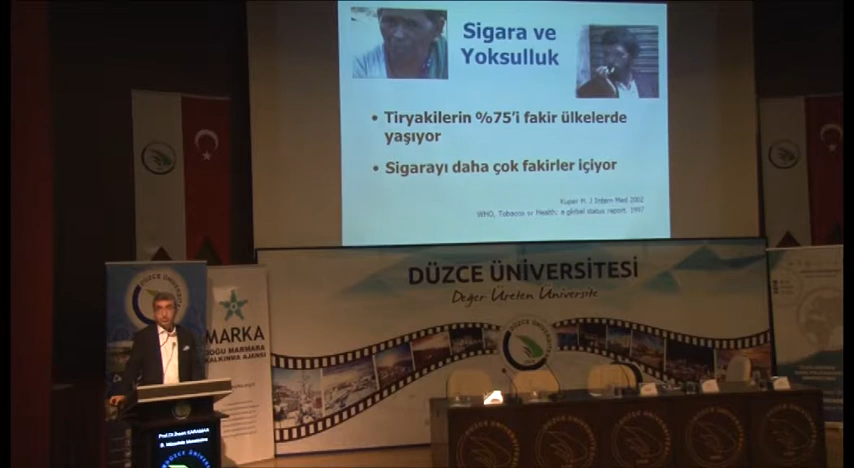 Sigara ve
Yoksulluk
• Tiryakilerin %75'i fakir ülkelerde
yaşıyor
• Sigarayı daha çok fakirler içiyor
Kuper H. J Intern Med 2002
WHO, Tobacco or Health: a global status report. 1997
DÜZCE ÜNİVERSİTESİ
Değer Üreten Üniversite
DÜZCE ÜNİVERSİTESİ
MARKA
DOĞU MARMARA
KALKINMA AJANSI